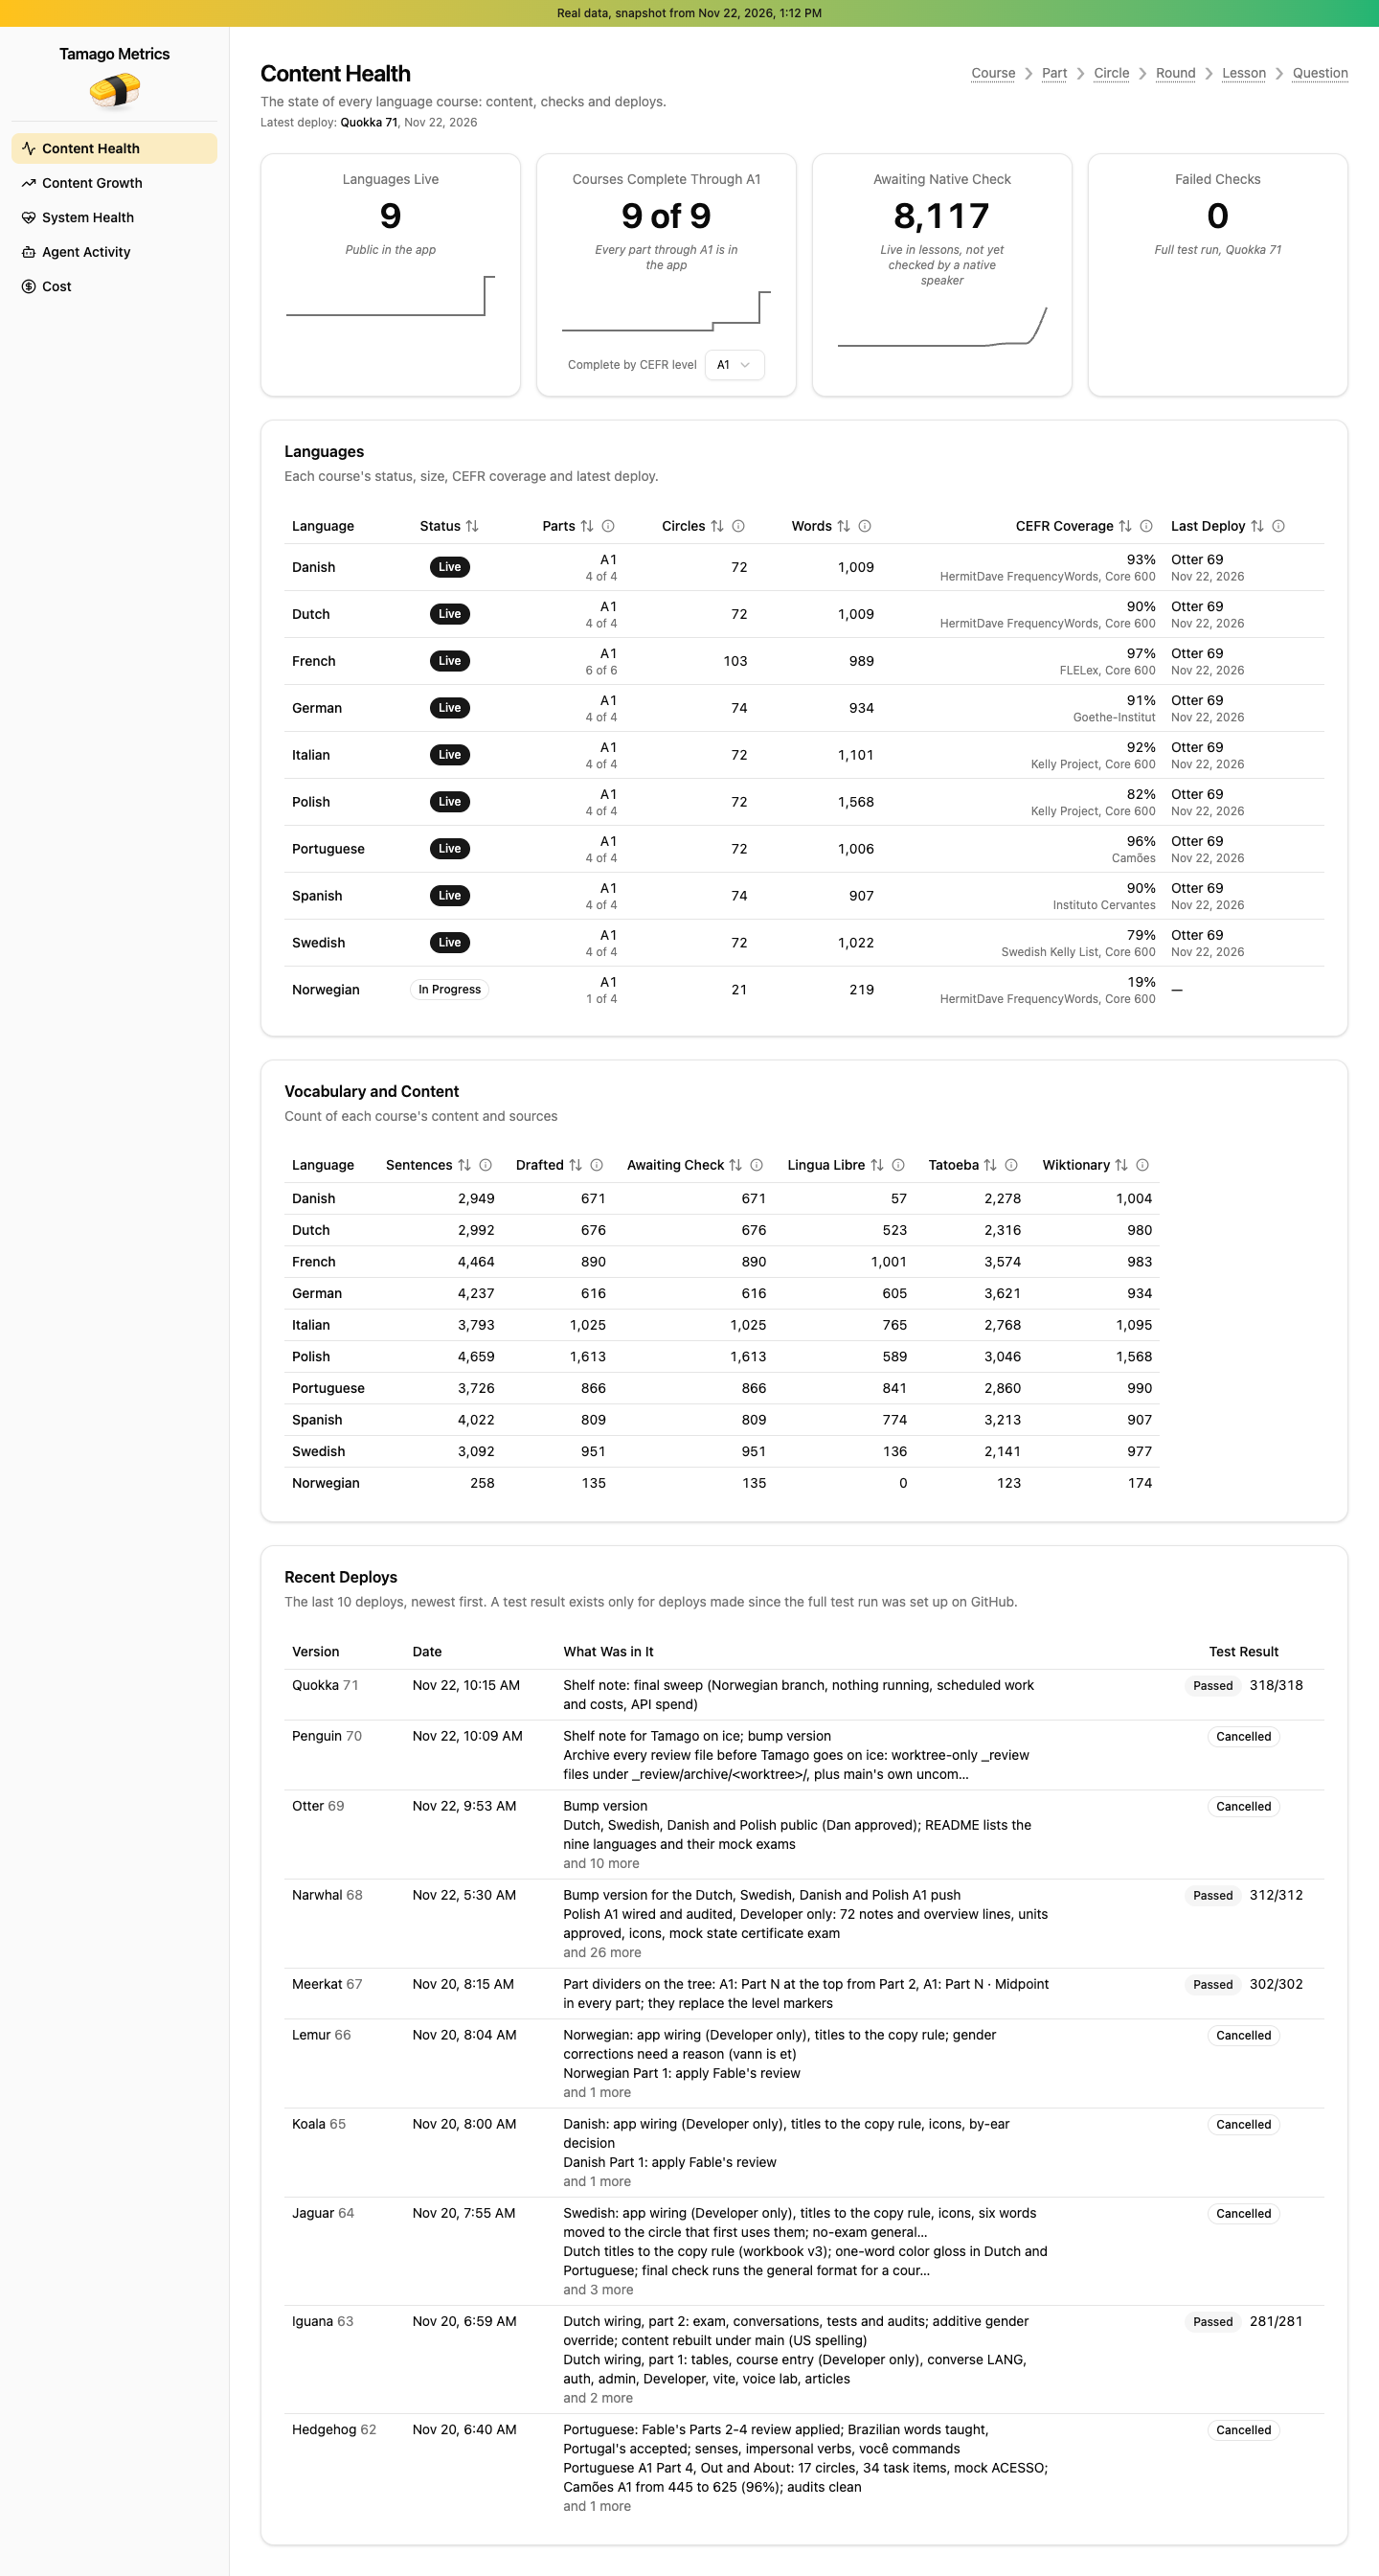 Real data, snapshot from Nov 22, 2026, 1:12 PM
Tamago Metrics
Content Health
Content Growth
System Health
Agent Activity
Cost
Content Health
Course > Part > Circle > Round > Lesson > Question
The state of every language course: content, checks and deploys.
Latest deploy: Quokka 71, Nov 22, 2026
Languages Live
9
Public in the app
Courses Complete Through A1
9 of 9
Every part through A1 is in
the app
Complete by CEFR level A1
Awaiting Native Check
8,117
Live in lessons, not yet
checked by a native
speaker
Failed Checks
0
Full test run, Quokka 71
Languages
Each course's status, size, CEFR coverage and latest deploy.
Language Status Parts Circles Words CEFR Coverage Last Deploy
Danish Live A1 72 1,009 93% Otter 69
4 of 4 HermitDave FrequencyWords, Core 600 Nov 22, 2026
Dutch Live A1 72 1,009 90% Otter 69
4 of 4 HermitDave FrequencyWords, Core 600 Nov 22, 2026
French Live A1 103 989 97% Otter 69
6 of 6 FLELex, Core 600 Nov 22, 2026
German Live A1 74 934 91% Otter 69
4 of 4 Goethe-Institut Nov 22, 2026
Italian Live A1 72 1,101 92% Otter 69
4 of 4 Kelly Project, Core 600 Nov 22, 2026
Polish Live A1 72 1,568 82% Otter 69
4 of 4 Kelly Project, Core 600 Nov 22, 2026
Portuguese Live A1 72 1,006 96% Otter 69
4 of 4 Camões Nov 22, 2026
Spanish Live A1 74 907 90% Otter 69
4 of 4 Instituto Cervantes Nov 22, 2026
Swedish Live A1 72 1,022 79% Otter 69
4 of 4 Swedish Kelly List, Core 600 Nov 22, 2026
Norwegian In Progress A1 21 219 19% —
1 of 4 HermitDave FrequencyWords, Core 600
Vocabulary and Content
Count of each course's content and sources
Language Sentences Drafted Awaiting Check Lingua Libre Tatoeba Wiktionary
Danish 2,949 671 671 57 2,278 1,004
Dutch 2,992 676 676 523 2,316 980
French 4,464 890 890 1,001 3,574 983
German 4,237 616 616 605 3,621 934
Italian 3,793 1,025 1,025 765 2,768 1,095
Polish 4,659 1,613 1,613 589 3,046 1,568
Portuguese 3,726 866 866 841 2,860 990
Spanish 4,022 809 809 774 3,213 907
Swedish 3,092 951 951 136 2,141 977
Norwegian 258 135 135 0 123 174
Recent Deploys
The last 10 deploys, newest first. A test result exists only for deploys made since the full test run was set up on GitHub.
Version Date What Was in It Test Result
Quokka 71 Nov 22, 10:15 AM Shelf note: final sweep (Norwegian branch, nothing running, scheduled work Passed 318/318
and costs, API spend)
Penguin 70 Nov 22, 10:09 AM Shelf note for Tamago on ice; bump version Cancelled
Archive every review file before Tamago goes on ice: worktree-only _review
files under _review/archive/<worktree>/, plus main's own uncom…
Otter 69 Nov 22, 9:53 AM Bump version Cancelled
Dutch, Swedish, Danish and Polish public (Dan approved); README lists the
nine languages and their mock exams
and 10 more
Narwhal 68 Nov 22, 5:30 AM Bump version for the Dutch, Swedish, Danish and Polish A1 push Passed 312/312
Polish A1 wired and audited, Developer only: 72 notes and overview lines, units
approved, icons, mock state certificate exam
and 26 more
Meerkat 67 Nov 20, 8:15 AM Part dividers on the tree: A1: Part N at the top from Part 2, A1: Part N · Midpoint Passed 302/302
in every part; they replace the level markers
Lemur 66 Nov 20, 8:04 AM Norwegian: app wiring (Developer only), titles to the copy rule; gender Cancelled
corrections need a reason (vann is et)
Norwegian Part 1: apply Fable's review
and 1 more
Koala 65 Nov 20, 8:00 AM Danish: app wiring (Developer only), titles to the copy rule, icons, by-ear Cancelled
decision
Danish Part 1: apply Fable's review
and 1 more
Jaguar 64 Nov 20, 7:55 AM Swedish: app wiring (Developer only), titles to the copy rule, icons, six words Cancelled
moved to the circle that first uses them; no-exam general…
Dutch titles to the copy rule (workbook v3); one-word color gloss in Dutch and
Portuguese; final check runs the general format for a cour…
and 3 more
Iguana 63 Nov 20, 6:59 AM Dutch wiring, part 2: exam, conversations, tests and audits; additive gender Passed 281/281
override; content rebuilt under main (US spelling)
Dutch wiring, part 1: tables, course entry (Developer only), converse LANG,
auth, admin, Developer, vite, voice lab, articles
and 2 more
Hedgehog 62 Nov 20, 6:40 AM Portuguese: Fable's Parts 2-4 review applied; Brazilian words taught, Cancelled
Portugal's accepted; senses, impersonal verbs, você commands
Portuguese A1 Part 4, Out and About: 17 circles, 34 task items, mock ACESSO;
Camões A1 from 445 to 625 (96%); audits clean
and 1 more